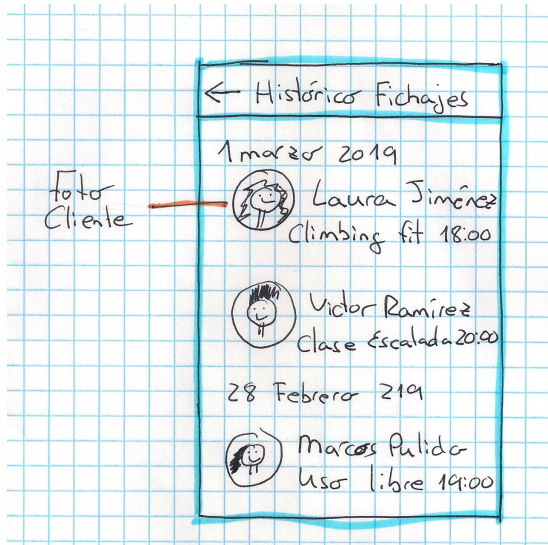 ← Histórico Fichajes
1 marzo 2019
Foto
Cliente
Laura Jiménez
Climbing fit 18:00
Victor Ramírez
Clase Escalada 20:00
28 Febrero 219
Marcos Pulido
Uso libre 19:00